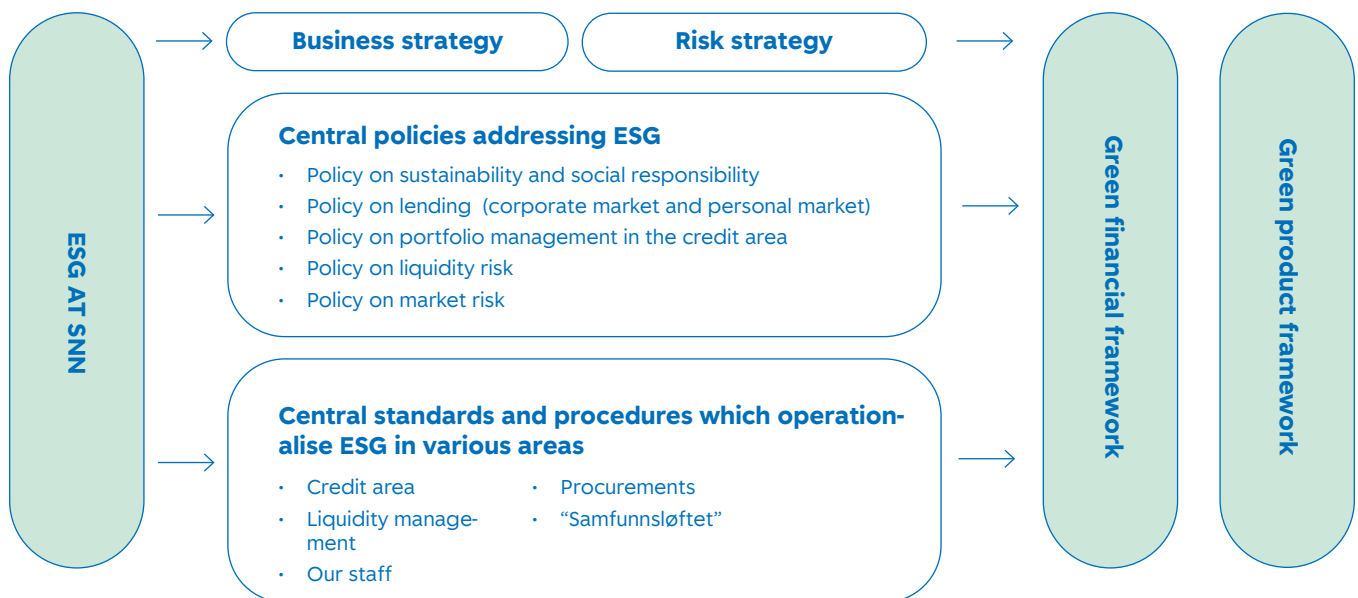 ESG AT SNN
Business strategy
Risk strategy
Central policies addressing ESG
• Policy on sustainability and social responsibility
• Policy on lending (corporate market and personal market)
• Policy on portfolio management in the credit area
• Policy on liquidity risk
• Policy on market risk
Central standards and procedures which operation-
alise ESG in various areas
• Credit area
• Liquidity manage-
ment
• Our staff
• Procurements
• “Samfunnsløftet”
Green financial framework
Green product framework